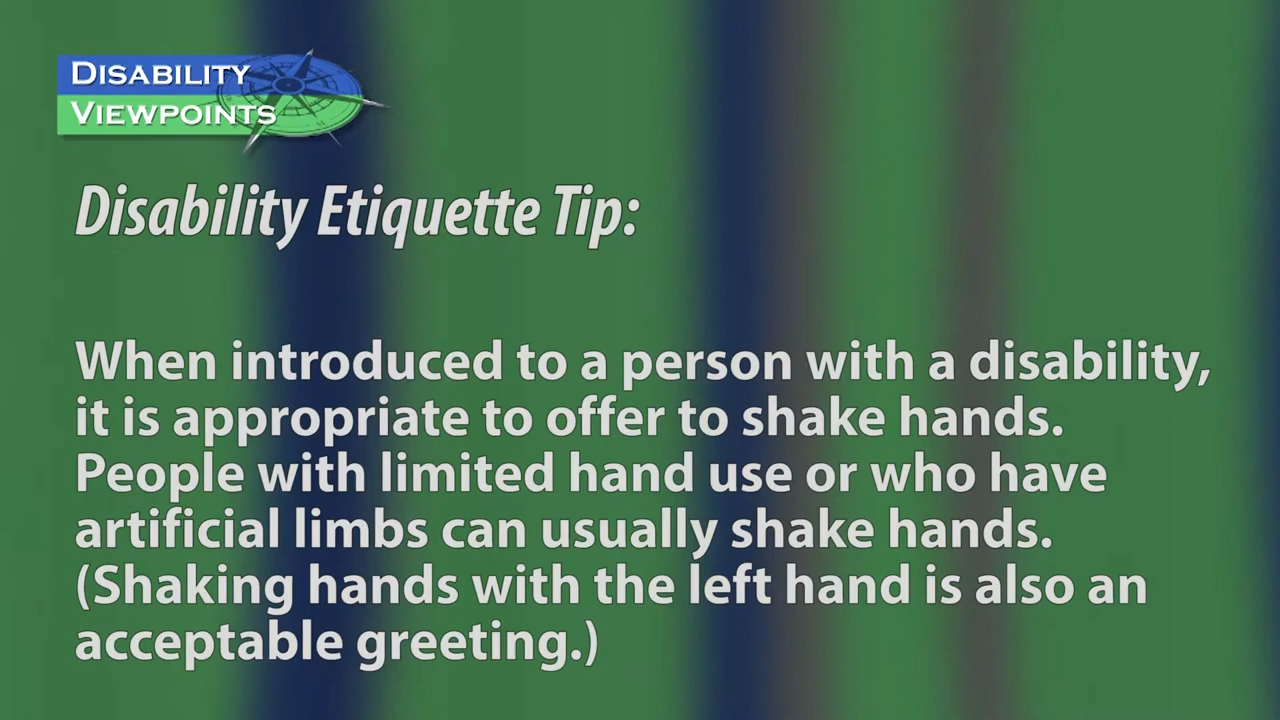 DISABILITY
VIEWPOINTS
Disability Etiquette Tip:
When introduced to a person with a disability,
it is appropriate to offer to shake hands.
People with limited hand use or who have
artificial limbs can usually shake hands.
(Shaking hands with the left hand is also an
acceptable greeting.)